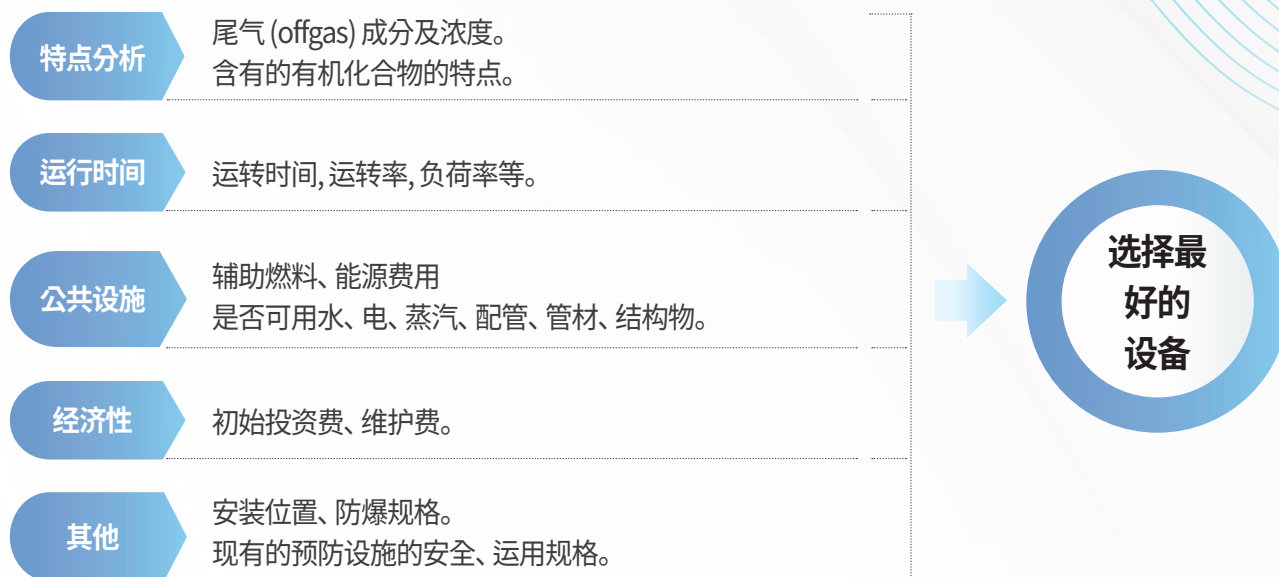 特点分析
尾气 (offgas) 成分及浓度。
含有的有机化合物的特点。
运行时间
运转时间, 运转率, 负荷率等。
公共设施
辅助燃料、能源费用
是否可用水、电、蒸汽、配管、管材、结构物。
经济性
初始投资费、维护费。
其他
安装位置、防爆规格。
现有的预防设施的安全、运用规格。
选择最
好的
设备